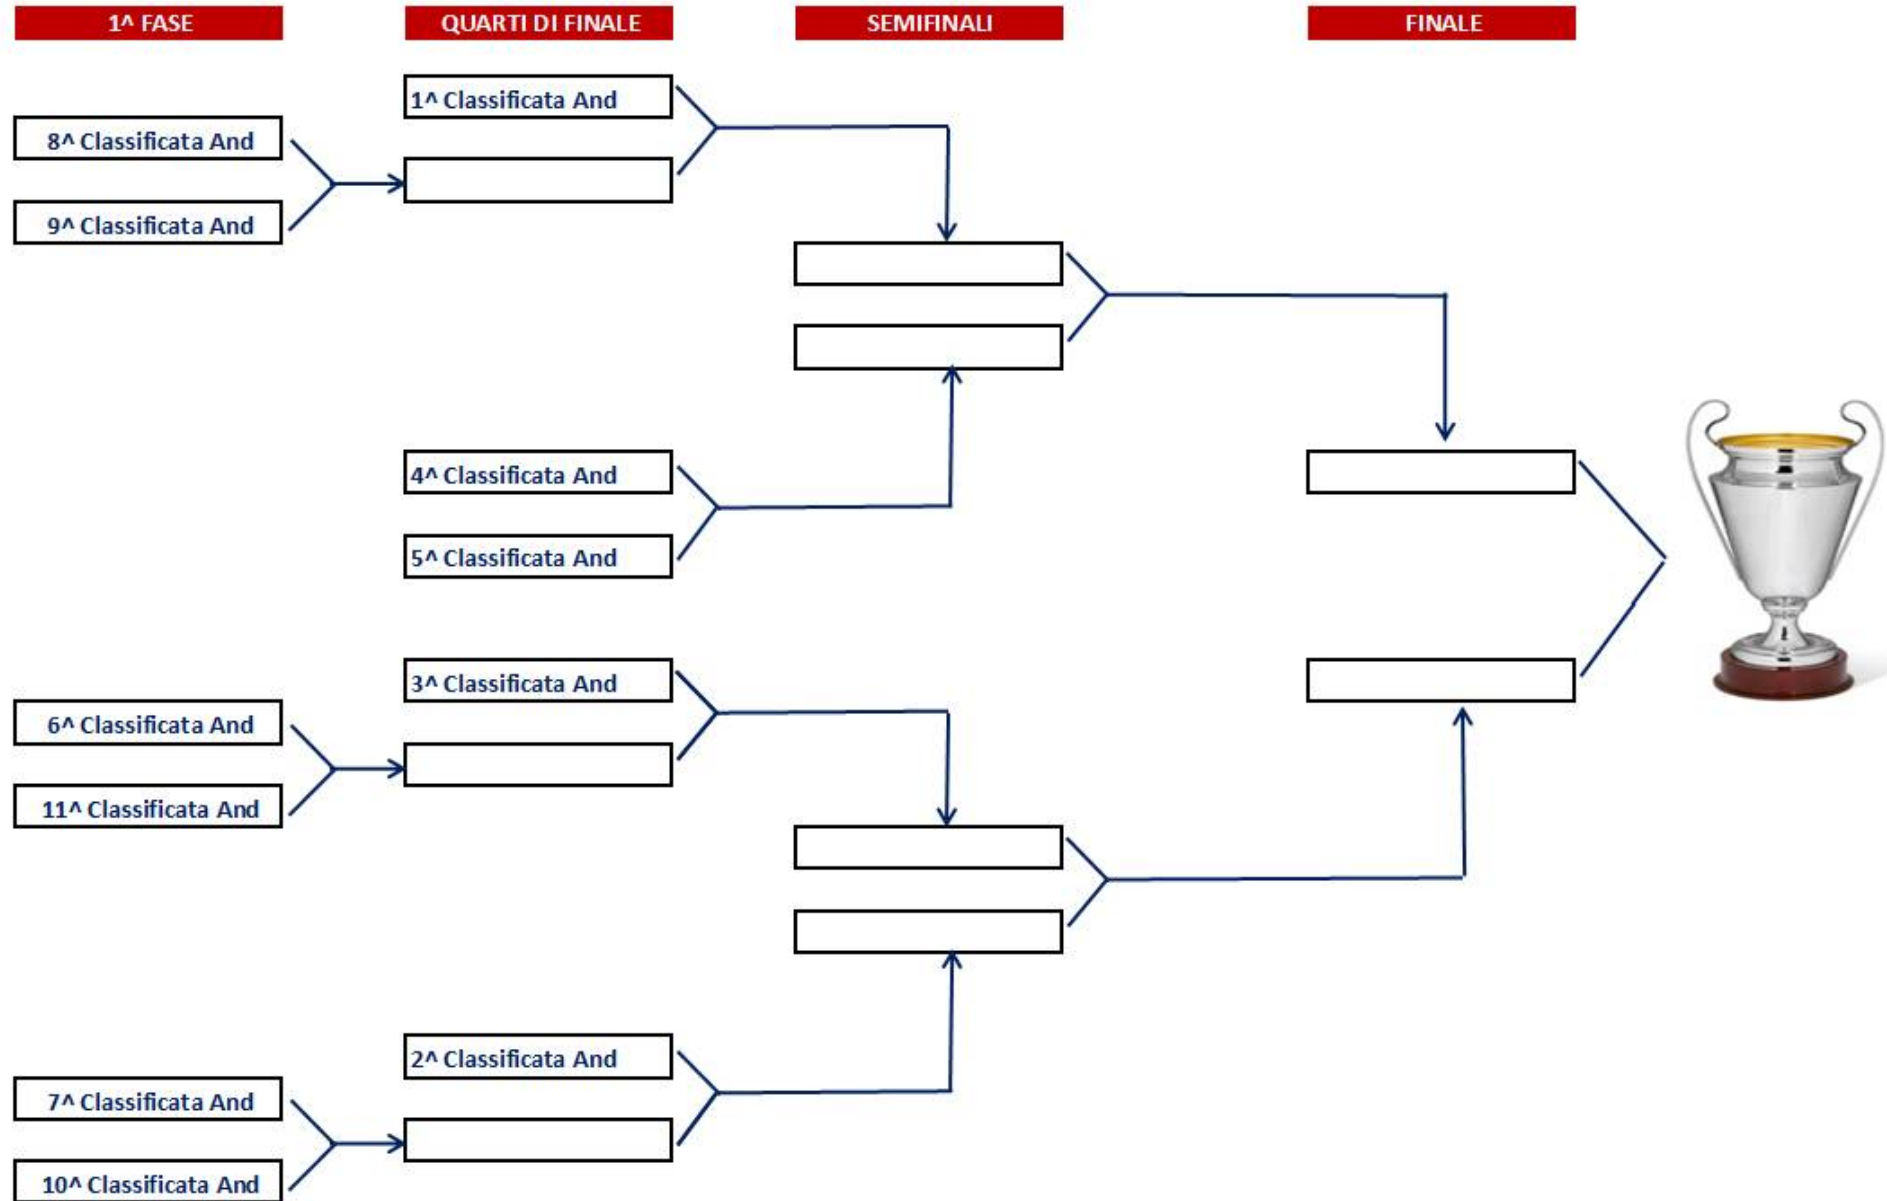 1^ FASE
QUARTI DI FINALE
SEMIFINALI
FINALE
1^ Classificata And
8^ Classificata And
9^ Classificata And
4^ Classificata And
5^ Classificata And
3^ Classificata And
6^ Classificata And
11^ Classificata And
2^ Classificata And
7^ Classificata And
10^ Classificata And